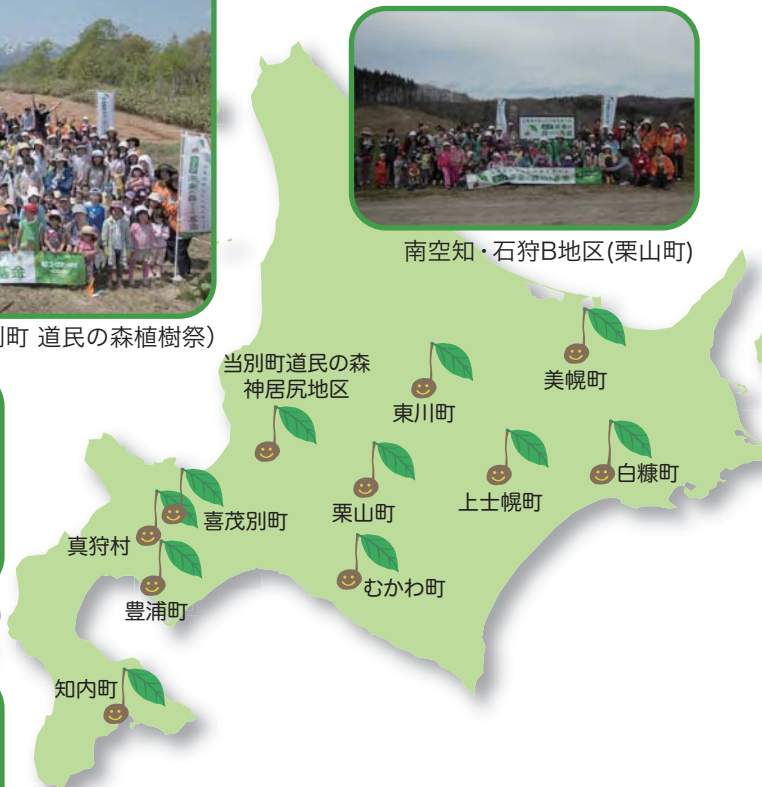 南空知・石狩B地区(栗山町)
別町 道民の森植樹祭)
当別町道民の森
神居尻地区
東川町
美幌町
白糠町
上士幌町
栗山町
喜茂別町
真狩村
むかわ町
豊浦町
知内町